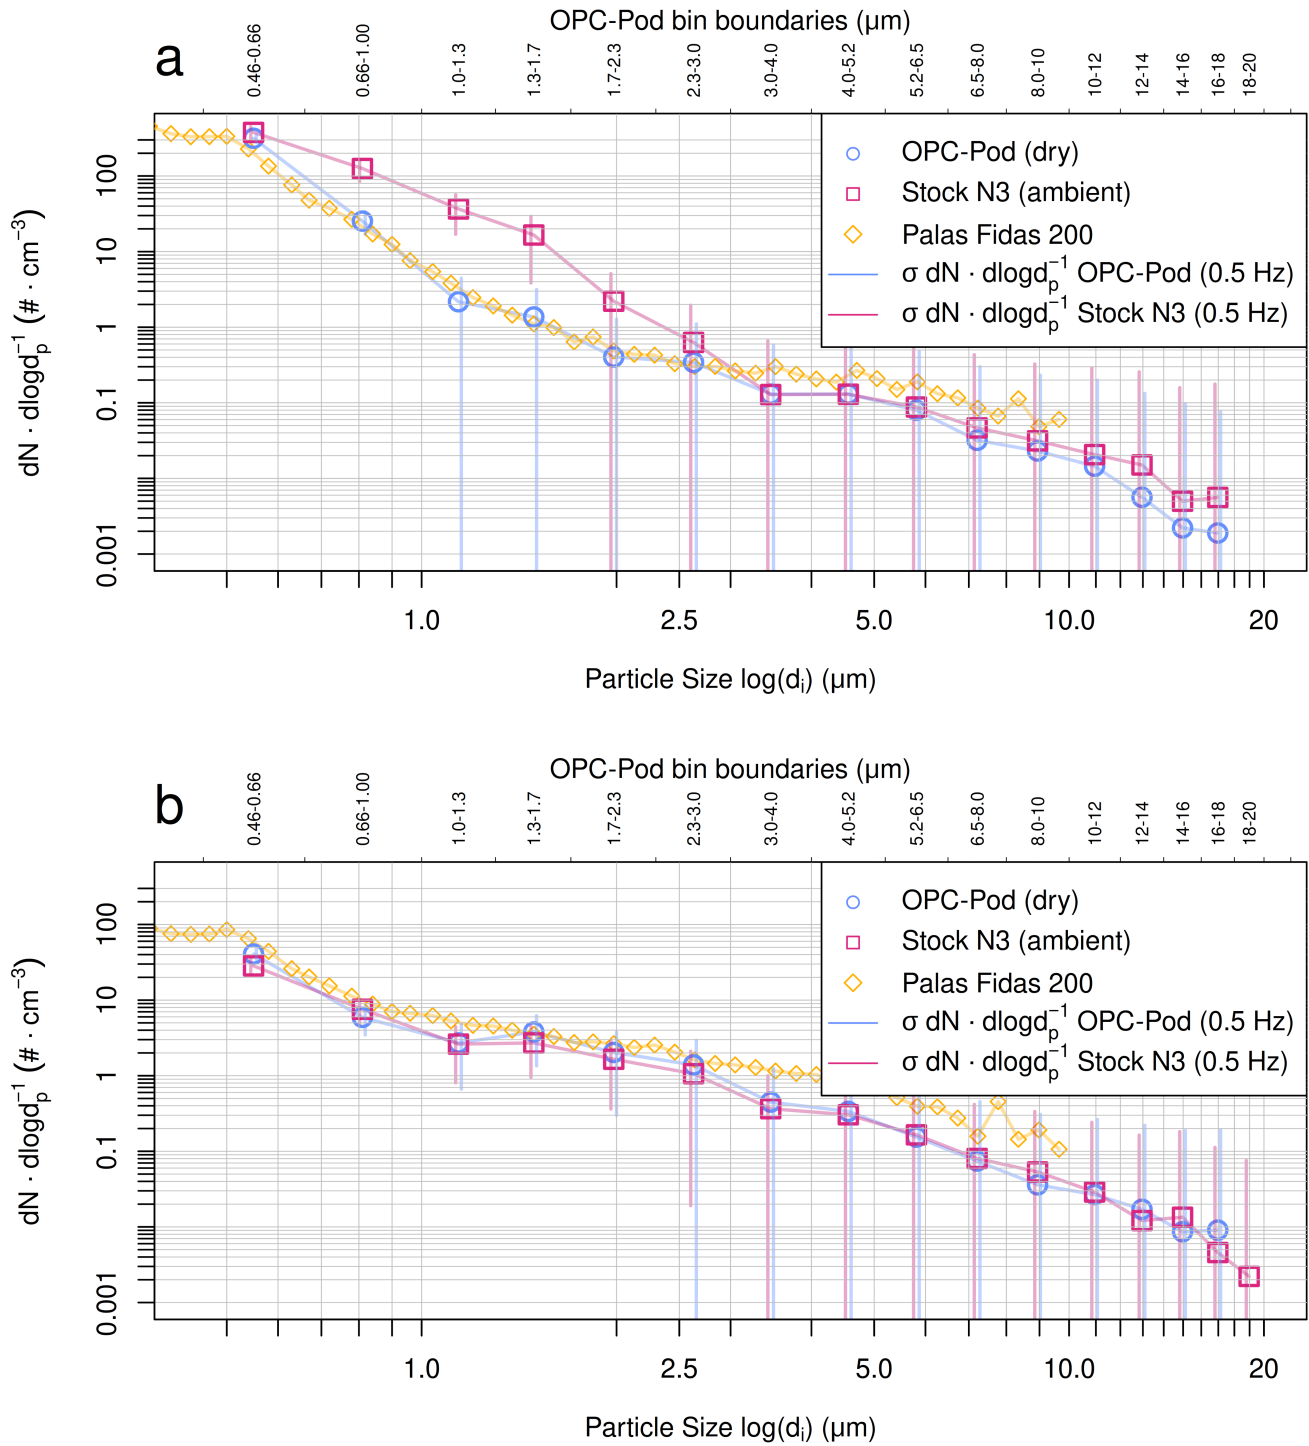 OPC-Pod bin boundaries (µm)
a
0.46-0.66 0.66-1.00 1.0-1.3 1.3-1.7 1.7-2.3 2.3-3.0 3.0-4.0 4.0-5.2 5.2-6.5 6.5-8.0 8.0-10 10-12 12-14 14-16 16-18 18-20
OPC-Pod (dry)
Stock N3 (ambient)
Palas Fidas 200
σ dN · dlogd_p^−1 OPC-Pod (0.5 Hz)
σ dN · dlogd_p^−1 Stock N3 (0.5 Hz)
dN · dlogd_p^−1 (# · cm^−3)
100
10
1
0.1
0.001
1.0 2.5 5.0 10.0 20
Particle Size log(d_i) (µm)
OPC-Pod bin boundaries (µm)
b
0.46-0.66 0.66-1.00 1.0-1.3 1.3-1.7 1.7-2.3 2.3-3.0 3.0-4.0 4.0-5.2 5.2-6.5 6.5-8.0 8.0-10 10-12 12-14 14-16 16-18 18-20
OPC-Pod (dry)
Stock N3 (ambient)
Palas Fidas 200
σ dN · dlogd_p^−1 OPC-Pod (0.5 Hz)
σ dN · dlogd_p^−1 Stock N3 (0.5 Hz)
dN · dlogd_p^−1 (# · cm^−3)
100
10
1
0.1
0.001
1.0 2.5 5.0 10.0 20
Particle Size log(d_i) (µm)